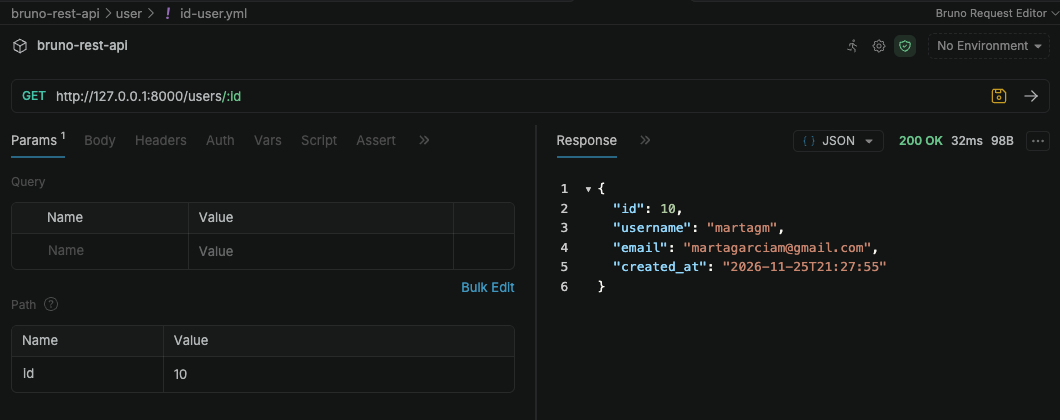 bruno-rest-api > user > ! id-user.yml
Bruno Request Editor
bruno-rest-api
No Environment
GET http://127.0.0.1:8000/users/:id
Params 1 Body Headers Auth Vars Script Assert »
Query
Name Value
Name Value
Bulk Edit
Path ?
Name Value
id 10
Response » { } JSON 200 OK 32ms 98B ...
1 {
2 "id": 10,
3 "username": "martagm",
4 "email": "martagarciam@gmail.com",
5 "created_at": "2026-11-25T21:27:55"
6 }